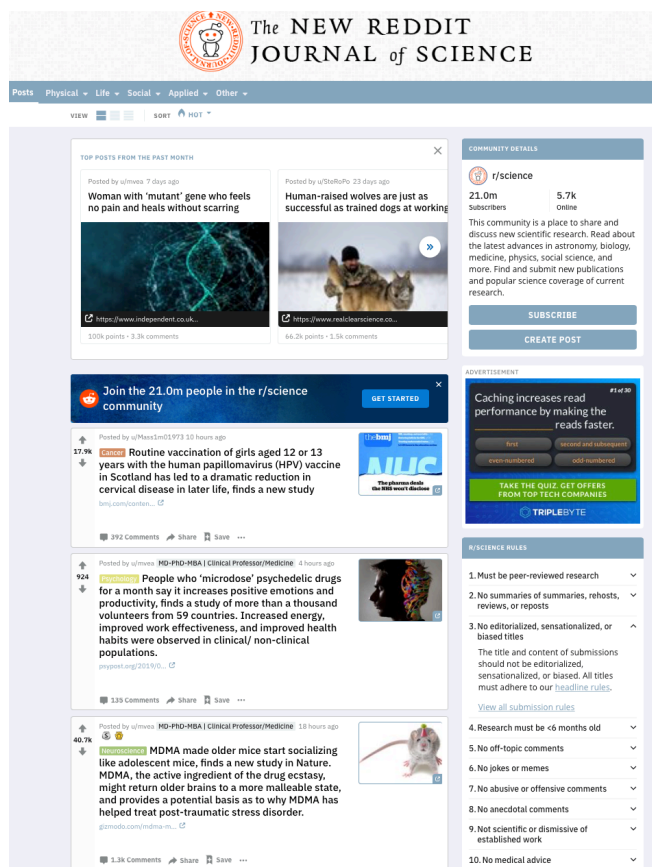 The NEW REDDIT
JOURNAL of SCIENCE
Posts Physical Life Social Applied Other
VIEW SORT HOT
TOP POSTS FROM THE PAST MONTH
Posted by u/mvea 7 days ago
Woman with ‘mutant’ gene who feels
no pain and heals without scarring
https://www.independent.co.uk...
100k points • 3.3k comments
Posted by u/SteRoPo 23 days ago
Human-raised wolves are just as
successful as trained dogs at working
https://www.realclearscience.co...
66.2k points • 1.5k comments
Join the 21.0m people in the r/science
community
GET STARTED
17.9k
Posted by u/Mass1m01973 10 hours ago
Cancer Routine vaccination of girls aged 12 or 13
years with the human papillomavirus (HPV) vaccine
in Scotland has led to a dramatic reduction in
cervical disease in later life, finds a new study
bmj.com/conten...
thebmj
NHS
The pharma deals
the NHS won't disclose
392 Comments Share Save ...
924
Posted by u/mvea MD-PhD-MBA | Clinical Professor/Medicine 4 hours ago
Psychology People who ‘microdose’ psychedelic drugs
for a month say it increases positive emotions and
productivity, finds a study of more than a thousand
volunteers from 59 countries. Increased energy,
improved work effectiveness, and improved health
habits were observed in clinical/ non-clinical
populations.
psypost.org/2019/0...
135 Comments Share Save ...
40.7k
Posted by u/mvea MD-PhD-MBA | Clinical Professor/Medicine 18 hours ago
Neuroscience MDMA made older mice start socializing
like adolescent mice, finds a new study in Nature.
MDMA, the active ingredient of the drug ecstasy,
might return older brains to a more malleable state,
and provides a potential basis as to why MDMA has
helped treat post-traumatic stress disorder.
gizmodo.com/mdma-m...
1.3k Comments Share Save ...
COMMUNITY DETAILS
r/science
21.0m 5.7k
Subscribers Online
This community is a place to share and
discuss new scientific research. Read about
the latest advances in astronomy, biology,
medicine, physics, social science, and
more. Find and submit new publications
and popular science coverage of current
research.
SUBSCRIBE
CREATE POST
ADVERTISEMENT
#1 of 30
Caching increases read
performance by making the
reads faster.
first second and subsequent
even-numbered odd-numbered
TAKE THE QUIZ. GET OFFERS
FROM TOP TECH COMPANIES
TRIPLEBYTE
R/SCIENCE RULES
1. Must be peer-reviewed research
2. No summaries of summaries, rehosts,
reviews, or reposts
3. No editorialized, sensationalized, or
biased titles
The title and content of submissions
should not be editorialized,
sensationalized, or biased. All titles
must adhere to our headline rules.
View all submission rules
4. Research must be <6 months old
5. No off-topic comments
6. No jokes or memes
7. No abusive or offensive comments
8. No anecdotal comments
9. Not scientific or dismissive of
established work
10. No medical advice